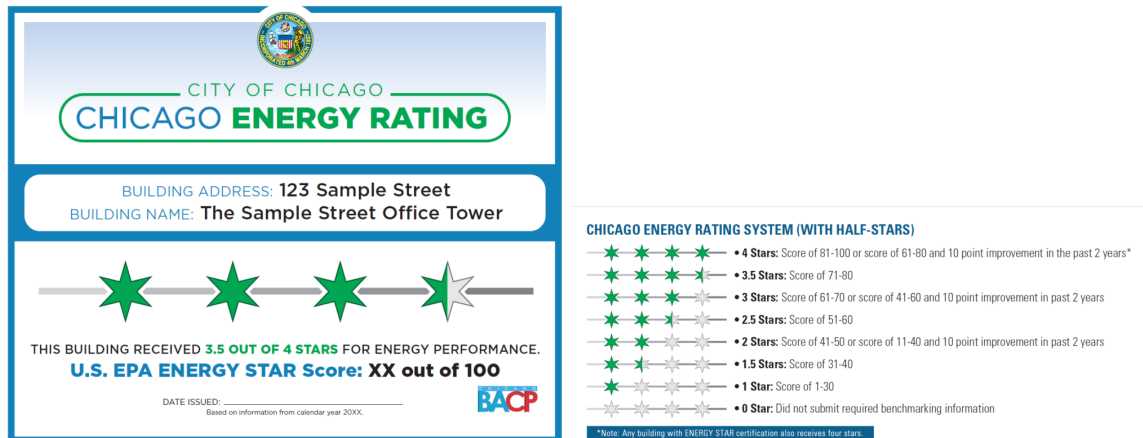 CITY OF CHICAGO
INCORPORATED 4th MARCH 1837
CITY OF CHICAGO
CHICAGO ENERGY RATING
BUILDING ADDRESS: 123 Sample Street
BUILDING NAME: The Sample Street Office Tower
THIS BUILDING RECEIVED 3.5 OUT OF 4 STARS FOR ENERGY PERFORMANCE.
U.S. EPA ENERGY STAR Score: XX out of 100
DATE ISSUED:
Based on information from calendar year 20XX.
CHICAGO
BACP
CHICAGO ENERGY RATING SYSTEM (WITH HALF-STARS)
• 4 Stars: Score of 81-100 or score of 61-80 and 10 point improvement in the past 2 years*
• 3.5 Stars: Score of 71-80
• 3 Stars: Score of 61-70 or score of 41-60 and 10 point improvement in past 2 years
• 2.5 Stars: Score of 51-60
• 2 Stars: Score of 41-50 or score of 11-40 and 10 point improvement in past 2 years
• 1.5 Stars: Score of 31-40
• 1 Star: Score of 1-30
• 0 Star: Did not submit required benchmarking information
*Note: Any building with ENERGY STAR certification also receives four stars.